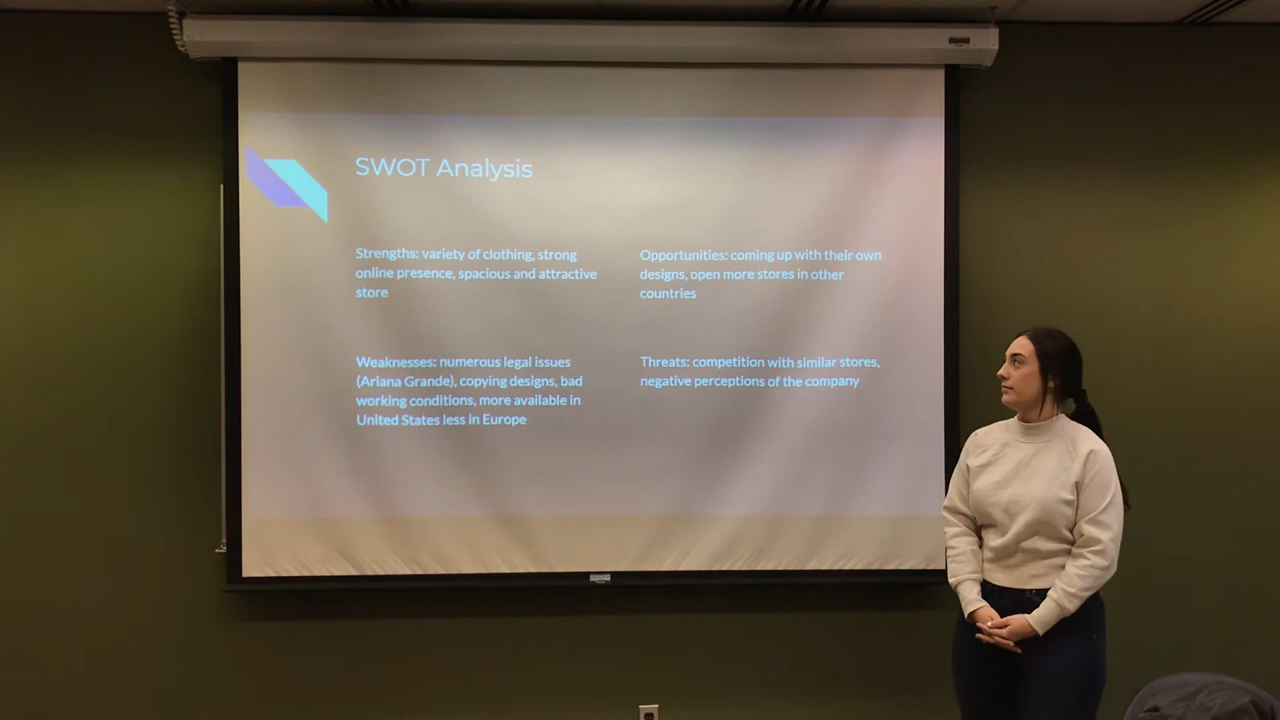 SWOT Analysis
Strengths: variety of clothing, strong
online presence, spacious and attractive
store
Opportunities: coming up with their own
designs, open more stores in other
countries
Weaknesses: numerous legal issues
(Ariana Grande), copying designs, bad
working conditions, more available in
United States less in Europe
Threats: competition with similar stores,
negative perceptions of the company